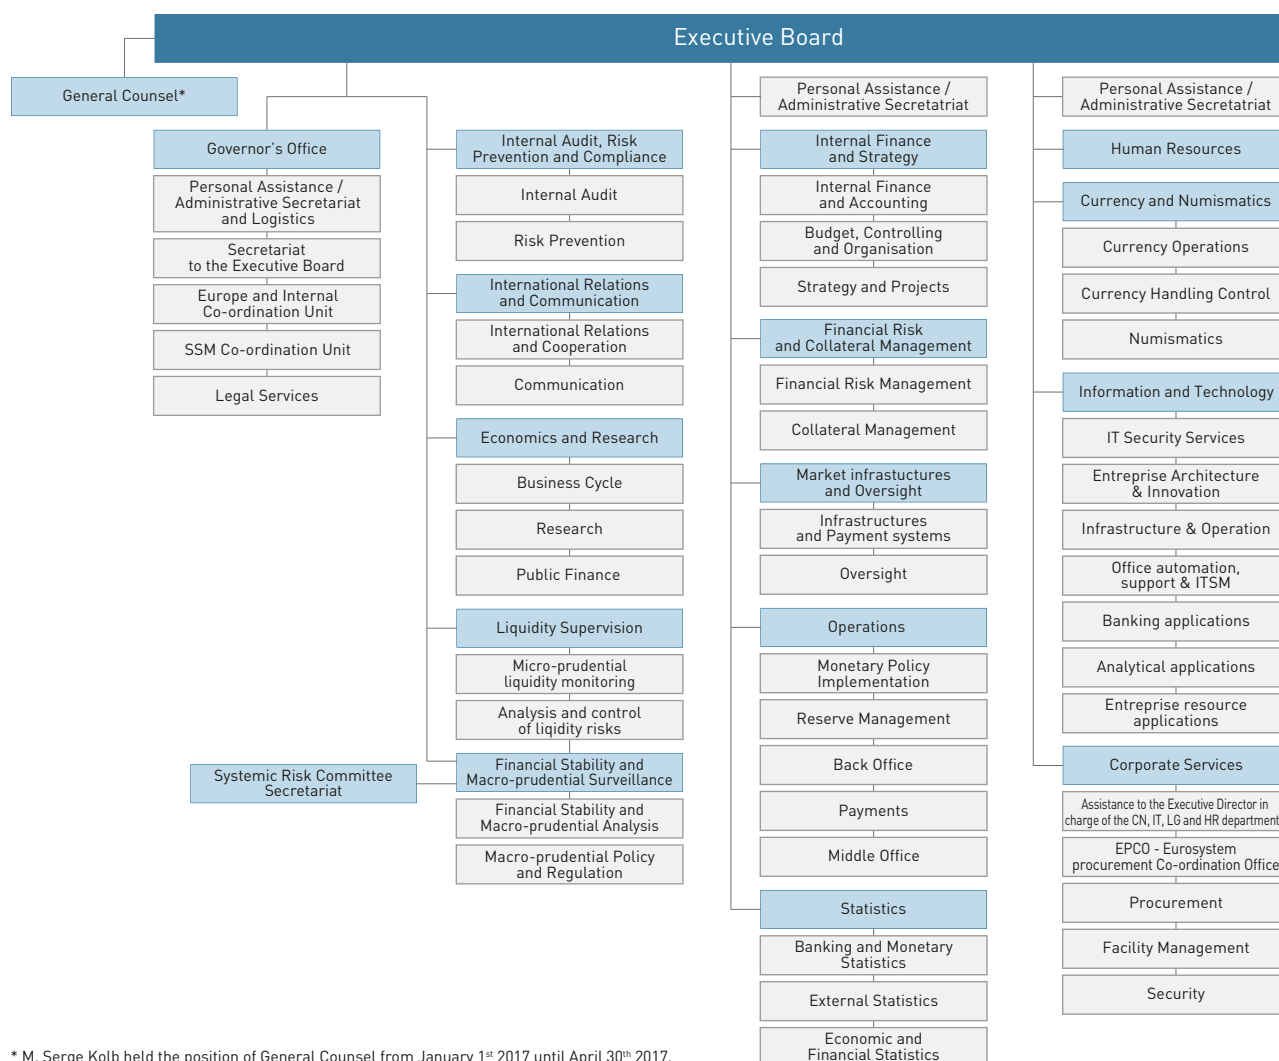 Executive Board
General Counsel*
Governor's Office
Personal Assistance /
Administrative Secretariat
and Logistics
Secretariat
to the Executive Board
Europe and Internal
Co-ordination Unit
SSM Co-ordination Unit
Legal Services
Internal Audit, Risk
Prevention and Compliance
Internal Audit
Risk Prevention
International Relations
and Communication
International Relations
and Cooperation
Communication
Economics and Research
Business Cycle
Research
Public Finance
Liquidity Supervision
Micro-prudential
liquidity monitoring
Analysis and control
of liqidity risks
Systemic Risk Committee
Secretariat
Financial Stability and
Macro-prudential Surveillance
Financial Stability and
Macro-prudential Analysis
Macro-prudential Policy
and Regulation
Personal Assistance /
Administrative Secretatriat
Internal Finance
and Strategy
Internal Finance
and Accounting
Budget, Controlling
and Organisation
Strategy and Projects
Financial Risk
and Collateral Management
Financial Risk Management
Collateral Management
Market infrastuctures
and Oversight
Infrastructures
and Payment systems
Oversight
Operations
Monetary Policy
Implementation
Reserve Management
Back Office
Payments
Middle Office
Statistics
Banking and Monetary
Statistics
External Statistics
Economic and
Financial Statistics
Personal Assistance /
Administrative Secretatriat
Human Resources
Currency and Numismatics
Currency Operations
Currency Handling Control
Numismatics
Information and Technology
IT Security Services
Entreprise Architecture
& Innovation
Infrastructure & Operation
Office automation,
support & ITSM
Banking applications
Analytical applications
Entreprise resource
applications
Corporate Services
Assistance to the Executive Director in
charge of the CN, IT, LG and HR department
EPCO - Eurosystem
procurement Co-ordination Office
Procurement
Facility Management
Security
* M. Serge Kolb held the position of General Counsel from January 1st 2017 until April 30th 2017.